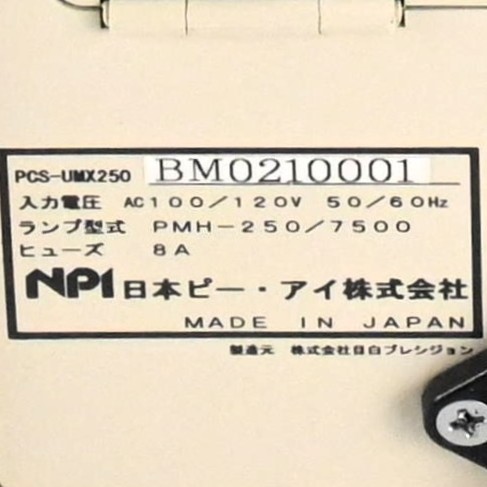 PCS-UMX250 BM0210001
入力電圧 AC100/120V 50/60Hz
ランプ型式 PMH-250/7500
ヒューズ 8A
NPI 日本ピー・アイ株式会社
MADE IN JAPAN
製造元 株式会社目白プレシジョン